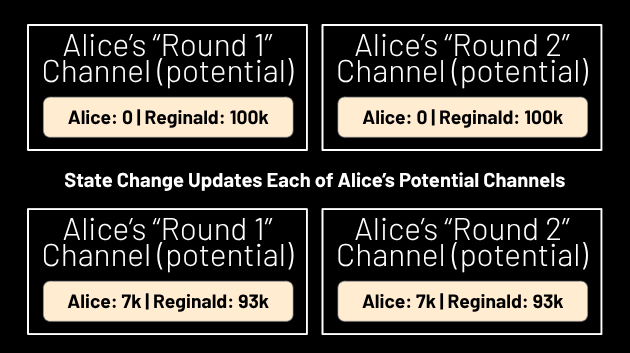 Alice’s “Round 1”
Channel (potential)
Alice: 0 | Reginald: 100k
Alice’s “Round 2”
Channel (potential)
Alice: 0 | Reginald: 100k
State Change Updates Each of Alice’s Potential Channels
Alice’s “Round 1”
Channel (potential)
Alice: 7k | Reginald: 93k
Alice’s “Round 2”
Channel (potential)
Alice: 7k | Reginald: 93k